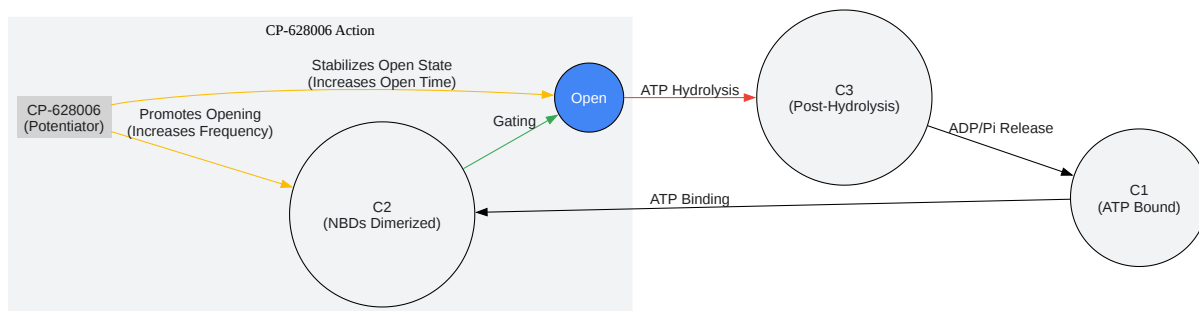 CP-628006 Action
Stabilizes Open State
(Increases Open Time)
CP-628006
(Potentiator)
Promotes Opening
(Increases Frequency)
Gating
Open
C2
(NBDs Dimerized)
ATP Hydrolysis
C3
(Post-Hydrolysis)
ADP/Pi Release
ATP Binding
C1
(ATP Bound)